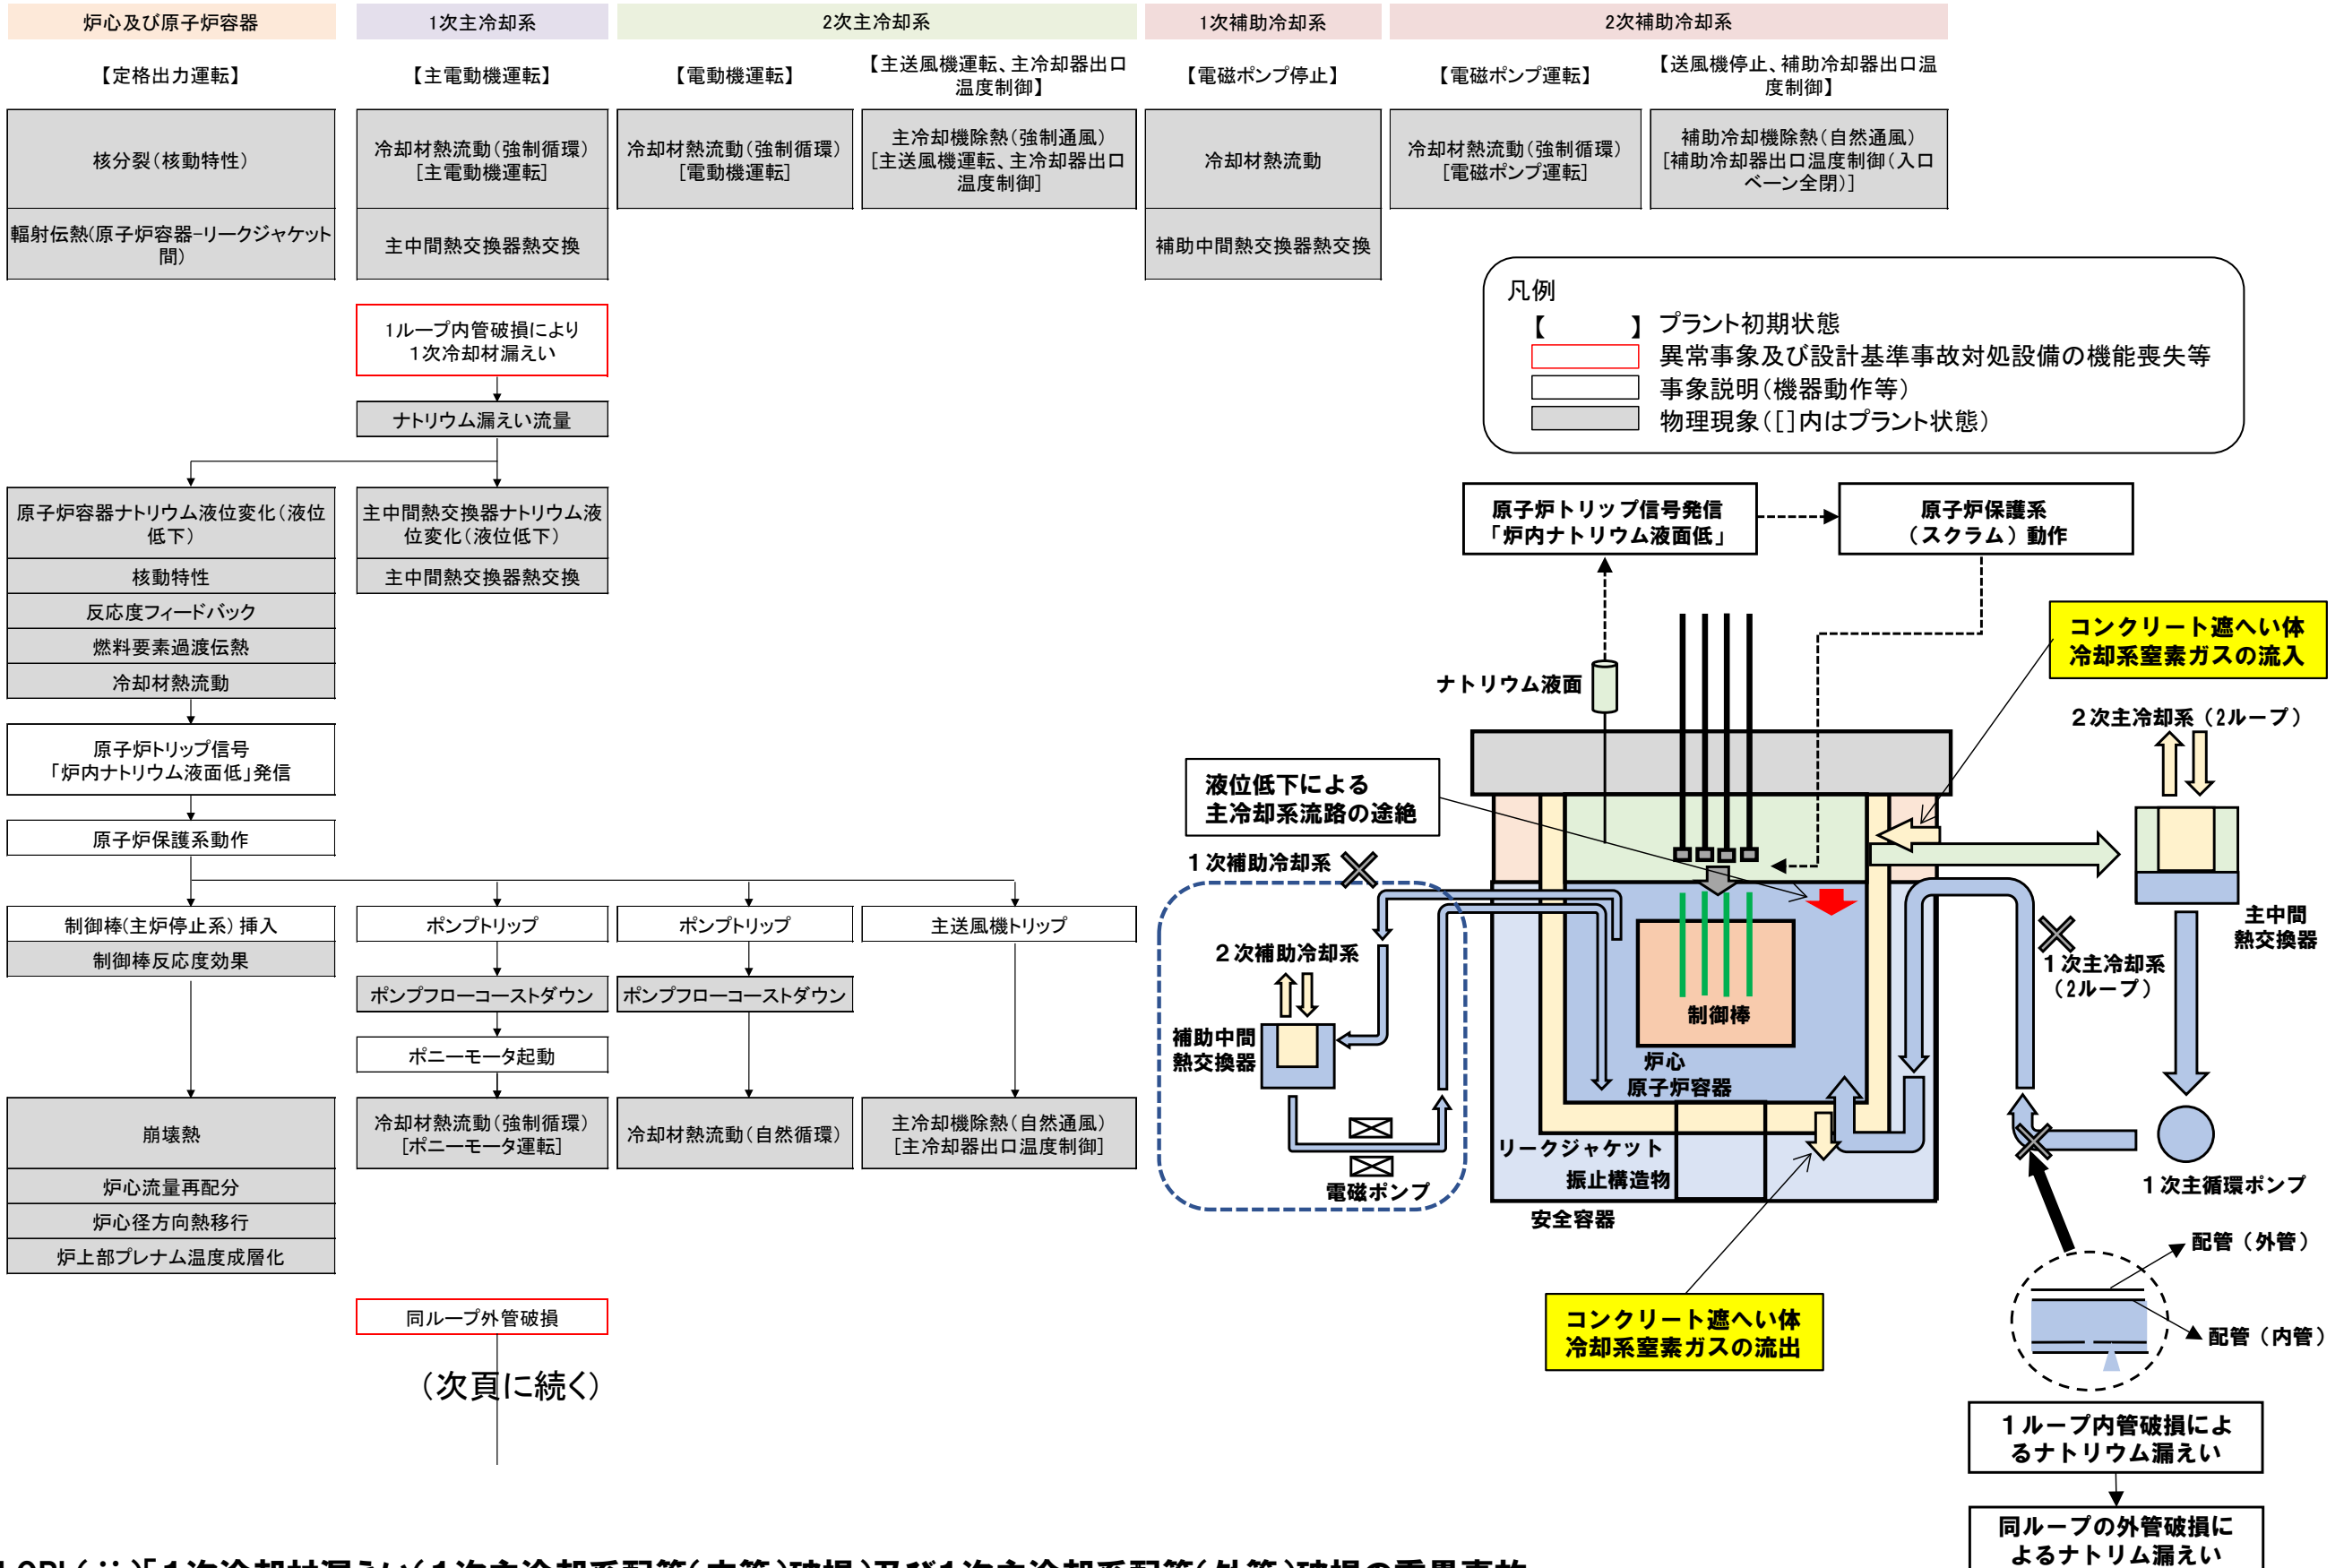 炉心及び原子炉容器
1次主冷却系
2次主冷却系
1次補助冷却系
2次補助冷却系
【定格出力運転】
【主電動機運転】
【電動機運転】
【主送風機運転、主冷却器出口
温度制御】
【電磁ポンプ停止】
【電磁ポンプ運転】
【送風機停止、補助冷却器出口温
度制御】
核分裂(核動特性)
冷却材熱流動(強制循環)
[主電動機運転]
冷却材熱流動(強制循環)
[電動機運転]
主冷却機除熱(強制通風)
[主送風機運転、主冷却器出口
温度制御]
冷却材熱流動
冷却材熱流動(強制循環)
[電磁ポンプ運転]
補助冷却機除熱(自然通風)
[補助冷却器出口温度制御(入口
ベーン全閉)]
輻射伝熱(原子炉容器-リークジャケット
間)
主中間熱交換器熱交換
補助中間熱交換器熱交換
凡例
【 】 プラント初期状態
異常事象及び設計基準事故対処設備の機能喪失等
事象説明(機器動作等)
物理現象([]内はプラント状態)
1ループ内管破損により
1次冷却材漏えい
ナトリウム漏えい流量
原子炉容器ナトリウム液位変化(液位
低下)
主中間熱交換器ナトリウム液
位変化(液位低下)
核動特性
主中間熱交換器熱交換
反応度フィードバック
燃料要素過渡伝熱
冷却材熱流動
原子炉トリップ信号
「炉内ナトリウム液面低」発信
原子炉保護系動作
制御棒(主炉停止系)挿入
ポンプトリップ
ポンプトリップ
主送風機トリップ
制御棒反応度効果
ポンプフローコーストダウン
ポンプフローコーストダウン
ポニーモータ起動
崩壊熱
冷却材熱流動(強制循環)
[ポニーモータ運転]
冷却材熱流動(自然循環)
主冷却機除熱(自然通風)
[主冷却器出口温度制御]
炉心流量再配分
炉心径方向熱移行
炉上部プレナム温度成層化
同ループ外管破損
(次頁に続く)
原子炉トリップ信号発信
「炉内ナトリウム液面低」
原子炉保護系
(スクラム)動作
コンクリート遮へい体
冷却系窒素ガスの流入
ナトリウム液面
2次主冷却系(2ループ)
液位低下による
主冷却系流路の途絶
1次補助冷却系
2次補助冷却系
主中間
熱交換器
1次主冷却系
(2ループ)
制御棒
補助中間
熱交換器
炉心
原子炉容器
リークジャケット
振止構造物
電磁ポンプ
1次主循環ポンプ
安全容器
配管(外管)
コンクリート遮へい体
冷却系窒素ガスの流出
配管(内管)
1ループ内管破損によ
るナトリウム漏えい
同ループの外管破損に
よるナトリム漏えい